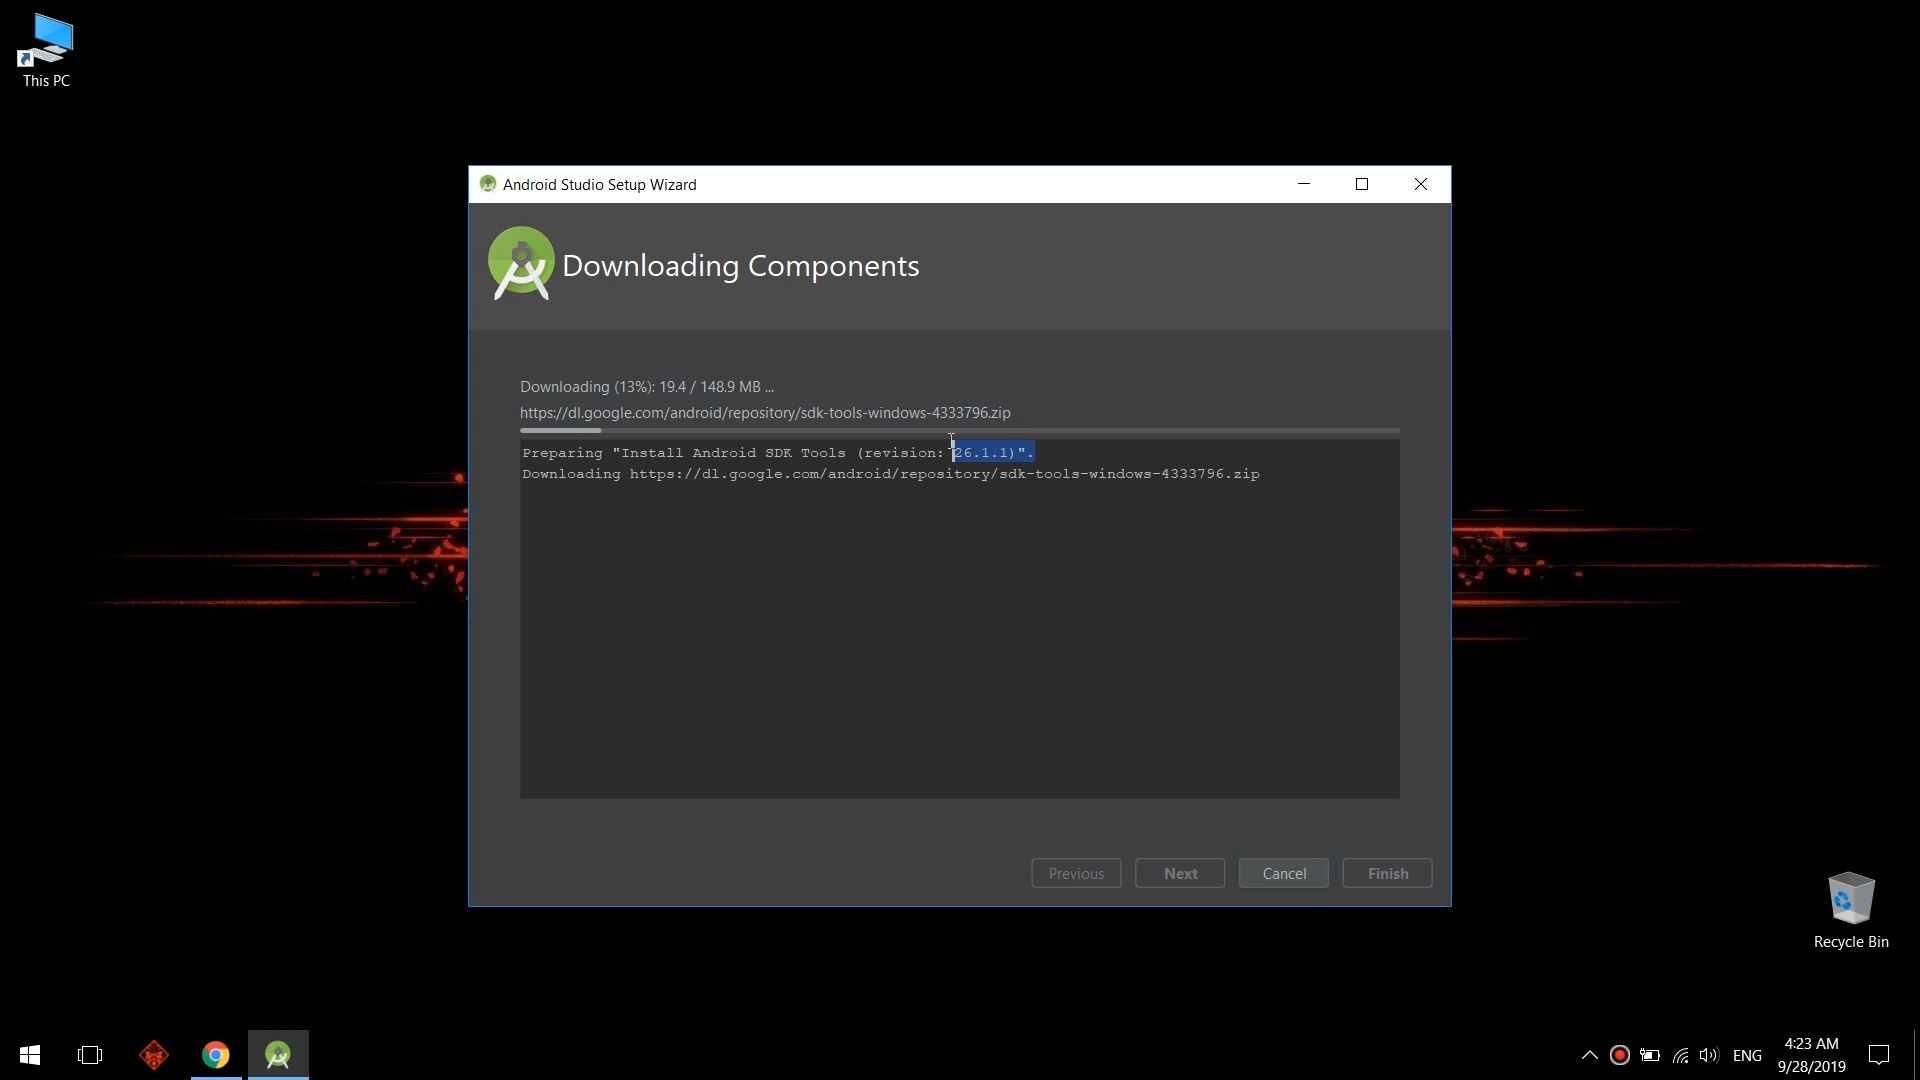 This PC
Android Studio Setup Wizard
Downloading Components
Downloading (13%): 19.4 / 148.9 MB ...
https://dl.google.com/android/repository/sdk-tools-windows-4333796.zip
Preparing "Install Android SDK Tools (revision: 26.1.1)".
Downloading https://dl.google.com/android/repository/sdk-tools-windows-4333796.zip
Previous
Next
Cancel
Finish
Recycle Bin
ENG
4:23 AM
9/28/2019